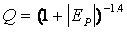 Q = (1 + |E_P|)^{-1.4}